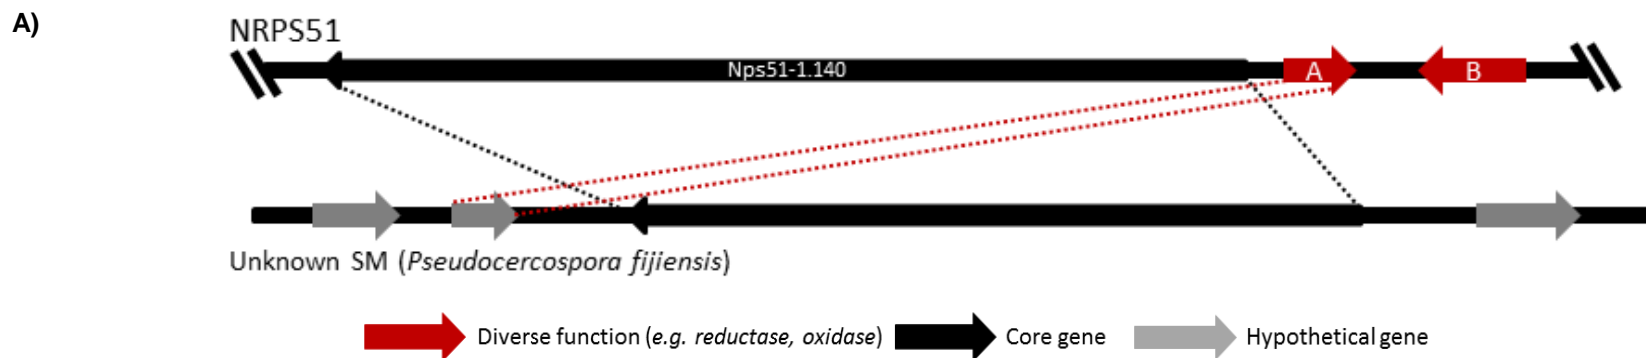 A)
NRPS51
Nps51-1.140
A
B
Unknown SM (Pseudocercospora fijiensis)
Diverse function (e.g. reductase, oxidase)
Core gene
Hypothetical gene